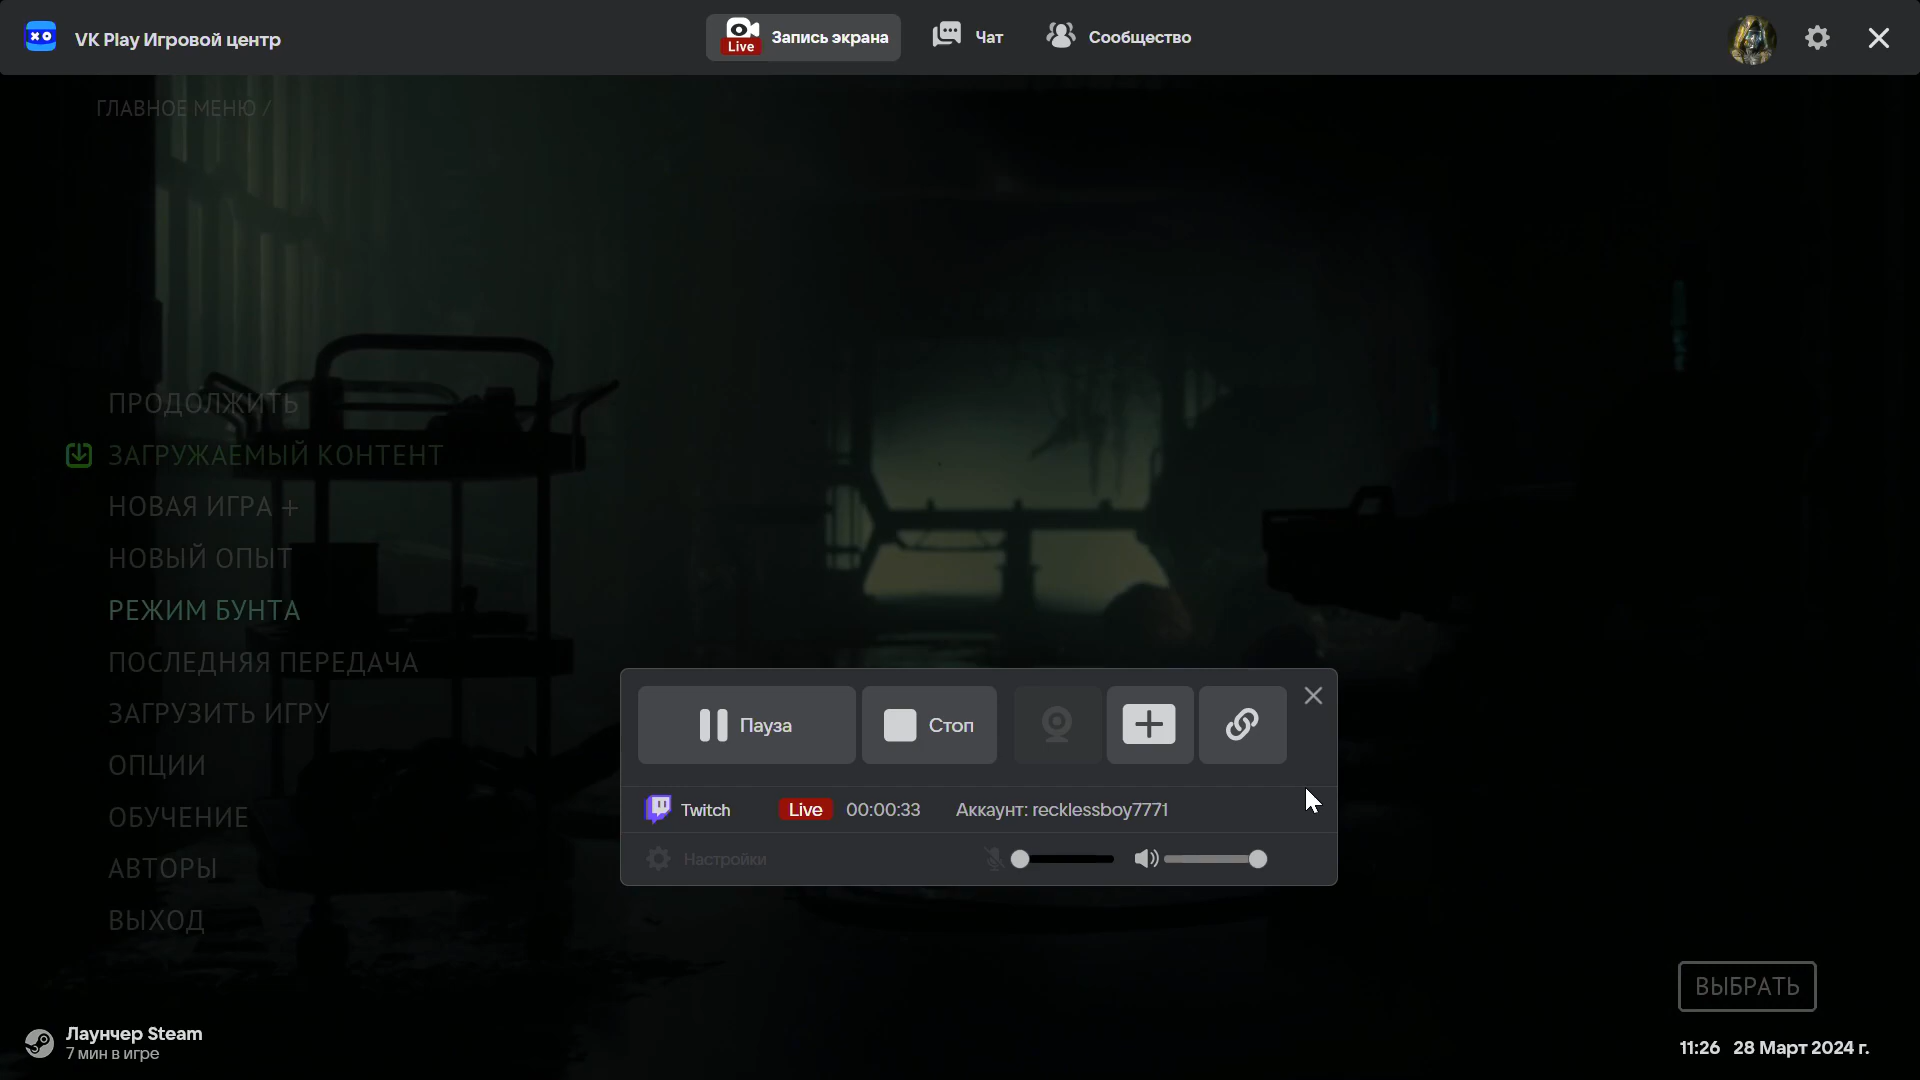 VK Play Игровой центр
Live
Запись экрана
Чат
Сообщество
ГЛАВНОЕ МЕНЮ /
ПРОДОЛЖИТЬ
ЗАГРУЖАЕМЫЙ КОНТЕНТ
НОВАЯ ИГРА +
НОВЫЙ ОПЫТ
РЕЖИМ БУНТА
ПОСЛЕДНЯЯ ПЕРЕДАЧА
ЗАГРУЗИТЬ ИГРУ
ОПЦИИ
ОБУЧЕНИЕ
АВТОРЫ
ВЫХОД
Пауза
Стоп
Twitch
Live
00:00:33
Аккаунт: recklessboy7771
Настройки
ВЫБРАТЬ
Лаунчер Steam
7 мин в игре
11:26 28 Март 2024 г.